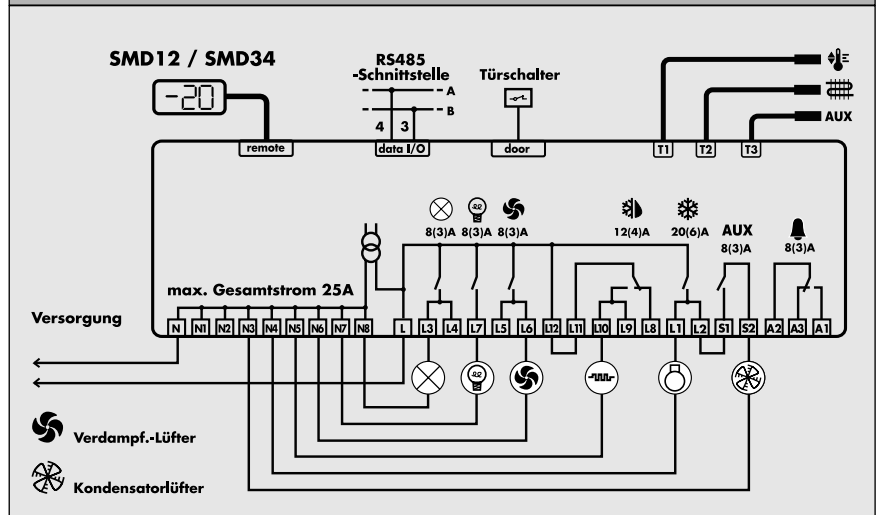 SMD12 / SMD34
-20
RS485
-Schnittstelle
Türschalter
A
B
4 3
AUX
remote
data I/O
door
T1 T2 T3
8(3)A 8(3)A 8(3)A 12(4)A 20(6)A AUX 8(3)A 8(3)A
max. Gesamtstrom 25A
Versorgung
N N1 N2 N3 N4 N5 N6 N7 N8 L L3 L4 L7 L5 L6 L12 L11 L10 L9 L8 L1 L2 S1 S2 A2 A3 A1
Verdampf.-Lüfter
Kondensatorlüfter